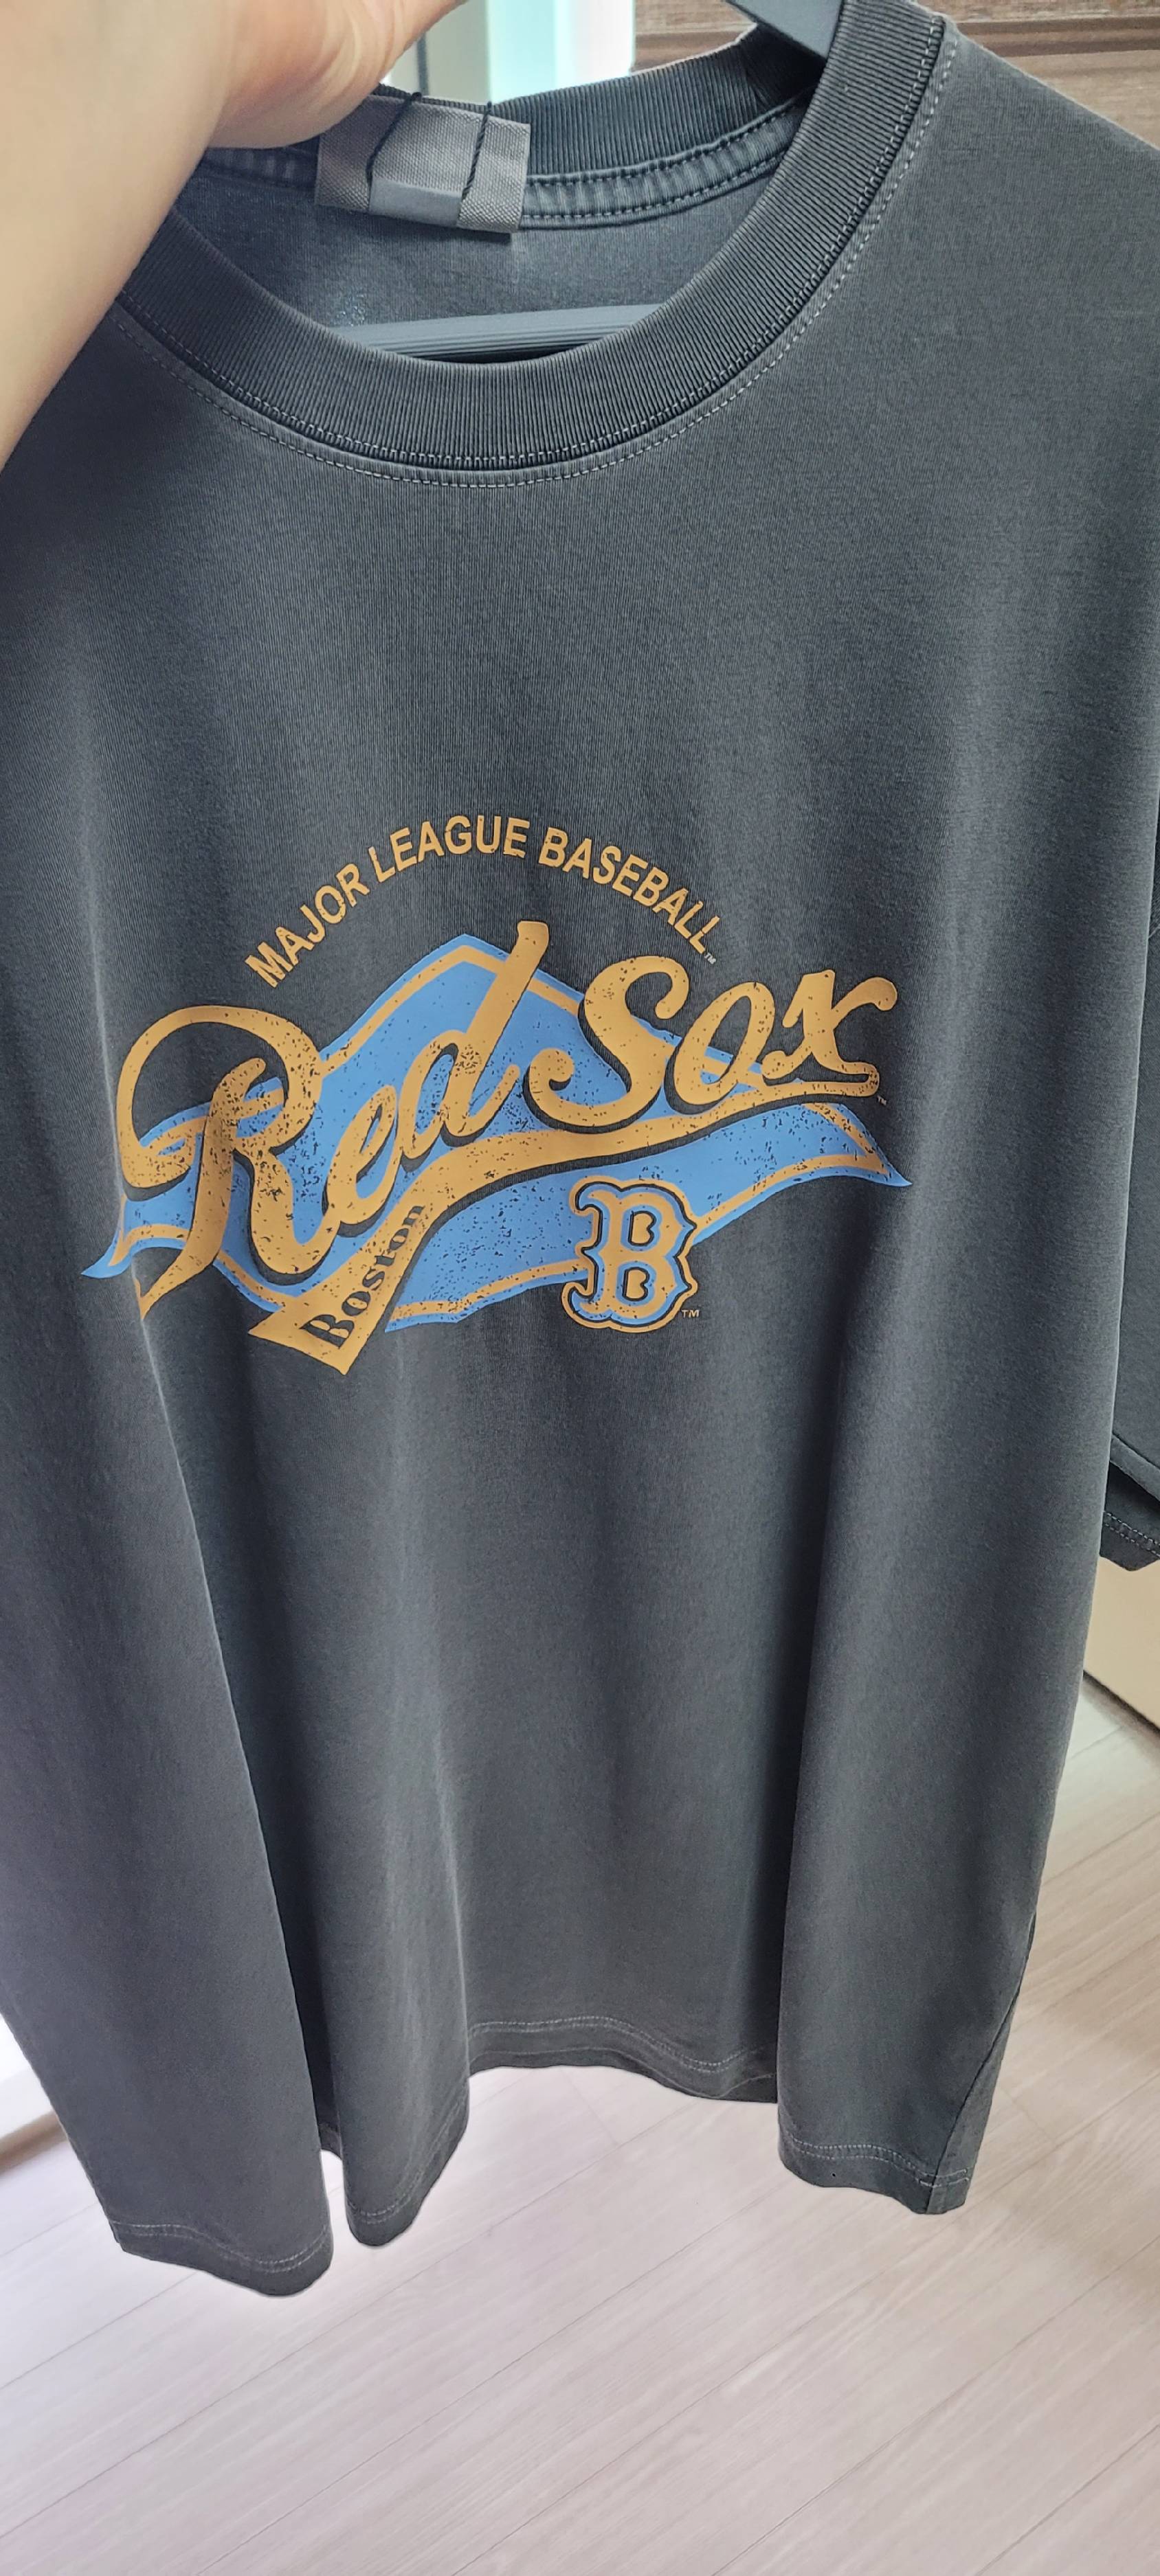 MAJOR LEAGUE BASEBALL™
Red Sox™
Boston
B™